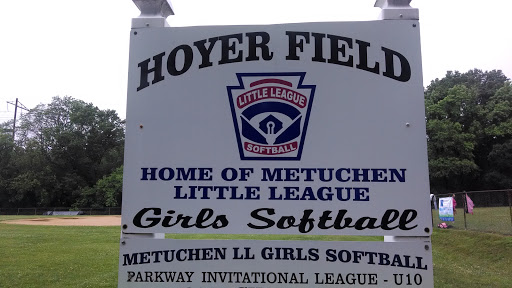 HOYER FIELD
LITTLE LEAGUE
SOFTBALL
HOME OF METUCHEN
LITTLE LEAGUE
Girls Softball
METUCHEN LL GIRLS SOFTBALL
PARKWAY INVITATIONAL LEAGUE - U10